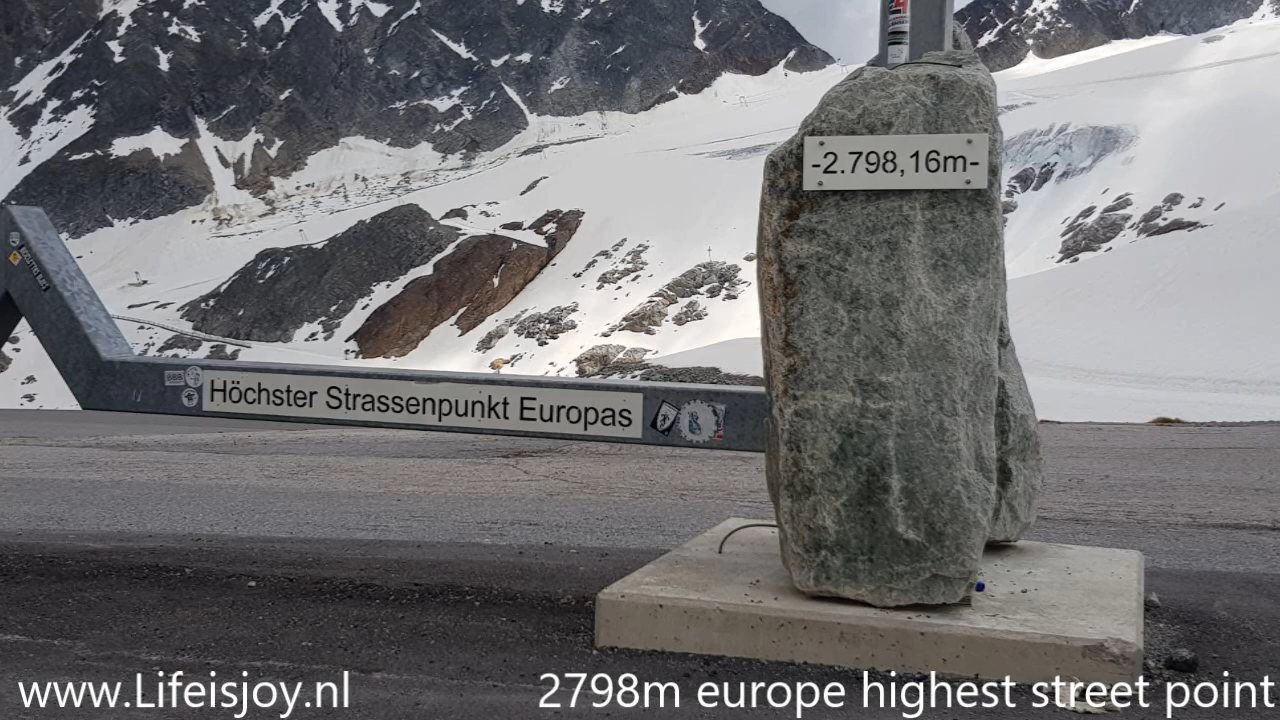 -2.798,16m-
Höchster Strassenpunkt Europas
www.Lifeisjoy.nl
2798m europe highest street point